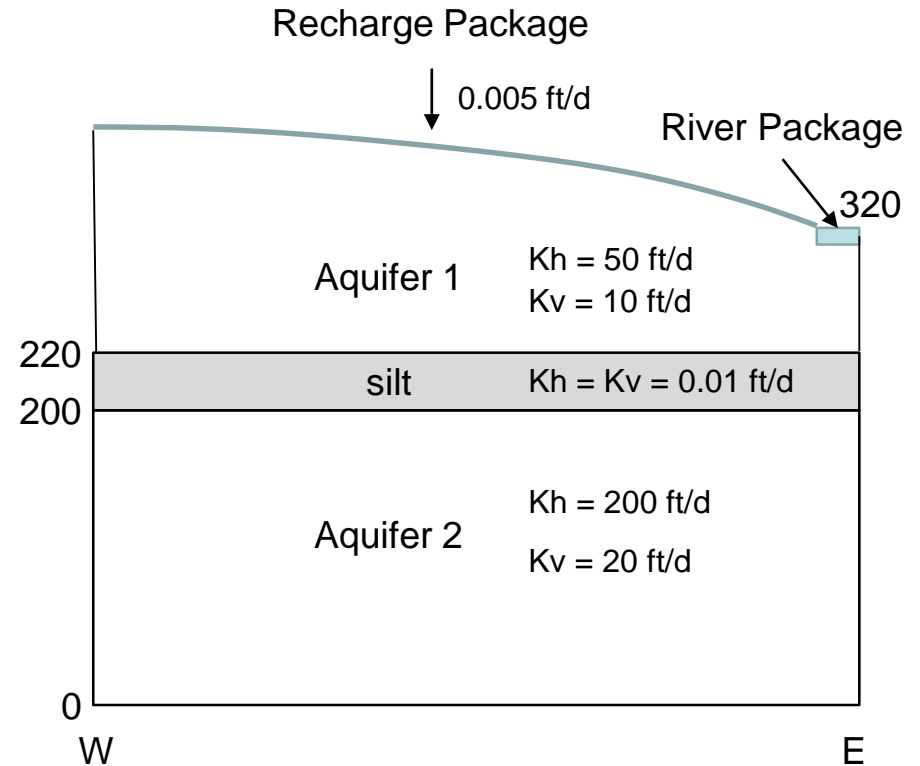 Recharge Package
0.005 ft/d
River Package
320
Aquifer 1
Kh = 50 ft/d
Kv = 10 ft/d
220
silt
Kh = Kv = 0.01 ft/d
200
Kh = 200 ft/d
Aquifer 2
Kv = 20 ft/d
0
W
E